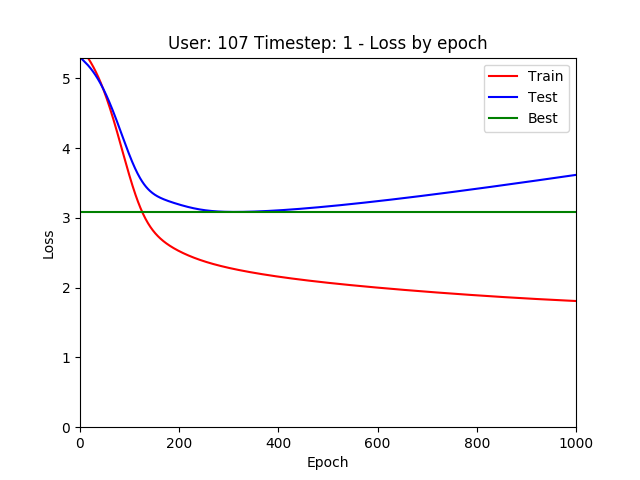 User: 107 Timestep: 1 - Loss by epoch
Train
Test
Best
5
4
3
2
1
0
Loss
0 200 400 600 800 1000
Epoch